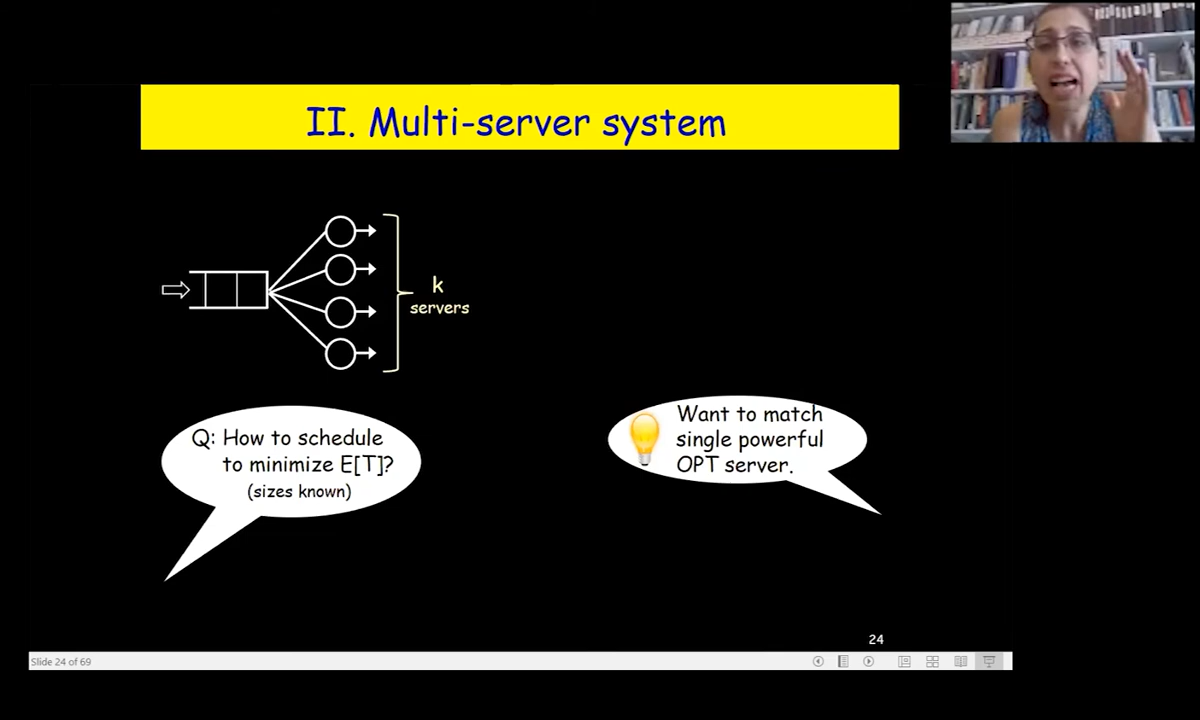 II. Multi-server system
k
servers
Q: How to schedule
to minimize E[T]?
(sizes known)
Want to match
single powerful
OPT server.
24
Slide 24 of 69